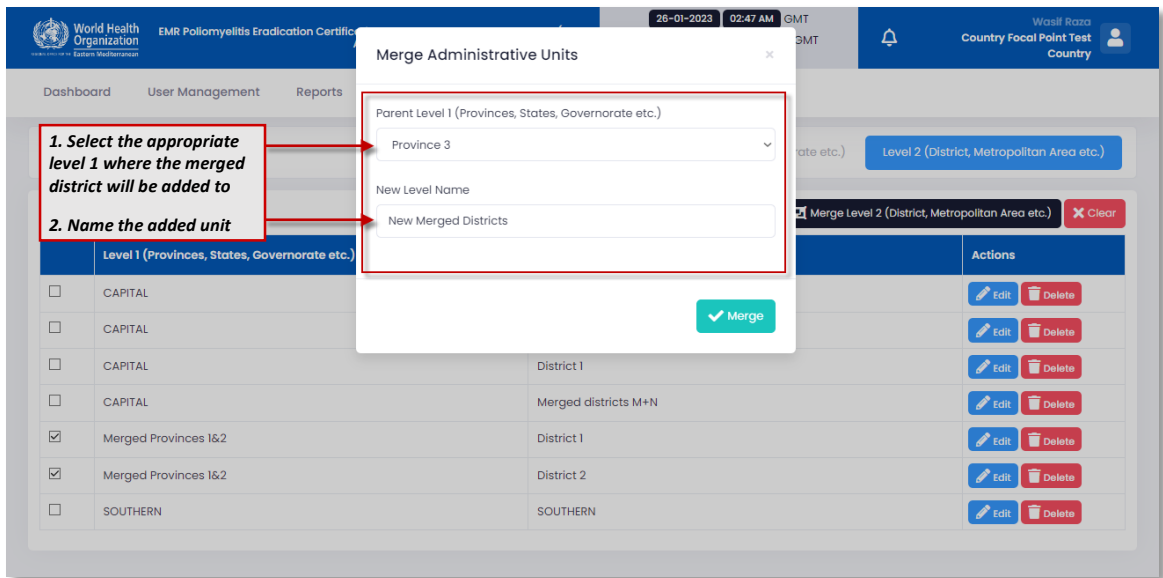 World Health
Organization
Eastern Mediterranean
EMR Poliomyelitis Eradication Certific
26-01-2023 02:47 AM GMT
GMT
Wasif Raza
Country Focal Point Test
Country
Merge Administrative Units ×
Dashboard User Management Reports
Parent Level 1 (Provinces, States, Governorate etc.)
Province 3
New Level Name
New Merged Districts
Merge
1. Select the appropriate
level 1 where the merged
district will be added to
2. Name the added unit
rate etc.) Level 2 (District, Metropolitan Area etc.)
Merge Level 2 (District, Metropolitan Area etc.) Clear
Level 1 (Provinces, States, Governorate etc.) Actions
CAPITAL Edit Delete
CAPITAL Edit Delete
CAPITAL District 1 Edit Delete
CAPITAL Merged districts M+N Edit Delete
Merged Provinces 1&2 District 1 Edit Delete
Merged Provinces 1&2 District 2 Edit Delete
SOUTHERN SOUTHERN Edit Delete